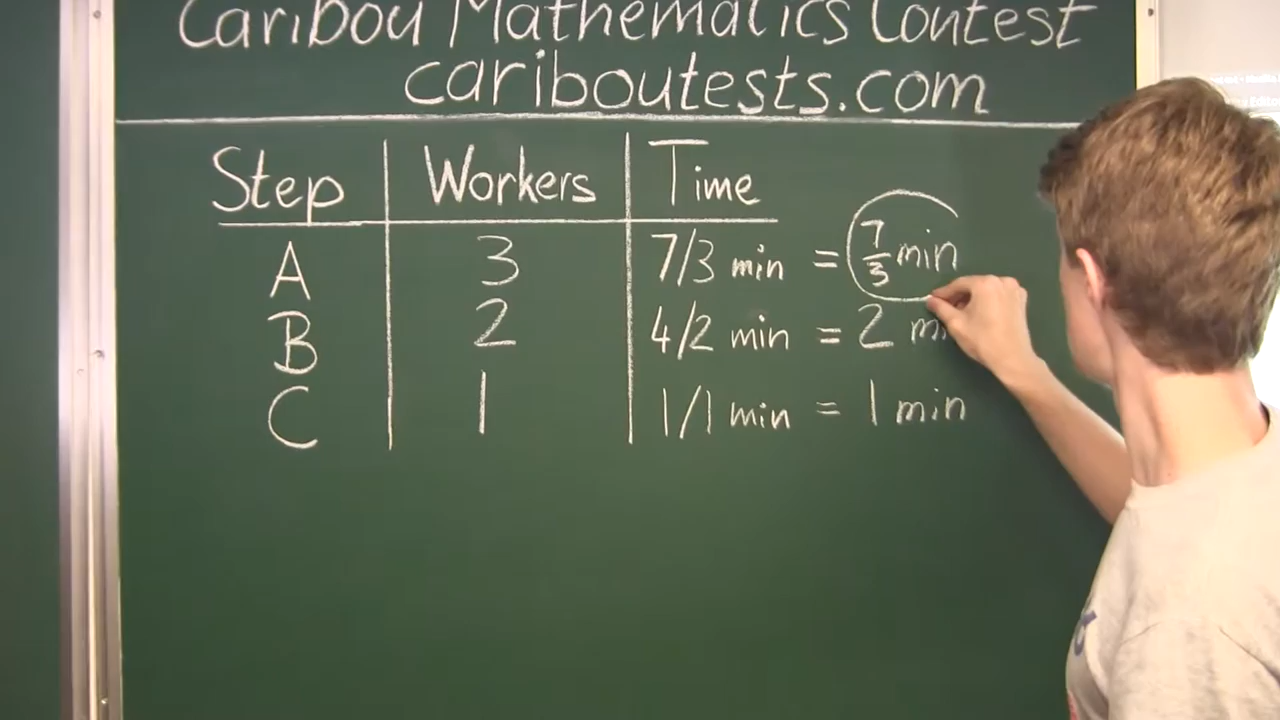 Caribou Mathematics Contest
cariboutests.com
Step Workers Time
A 3 7/3 min = 7/3 min
B 2 4/2 min = 2
C 1 1/1 min = 1 min